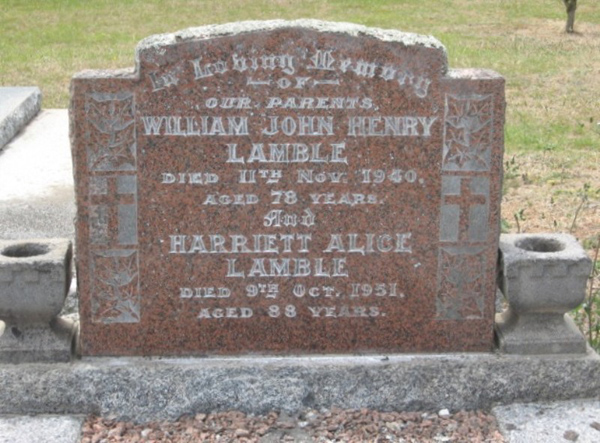 In Loving Memory
OF
OUR PARENTS.
WILLIAM JOHN HENRY
LAMBLE
DIED 11TH NOV. 1940.
AGED 78 YEARS.
And
HARRIETT ALICE
LAMBLE
DIED 9TH OCT. 1951.
AGED 88 YEARS.